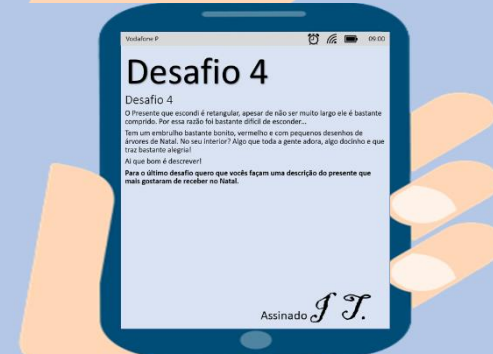 Vodafone P 09:00
Desafio 4
Desafio 4
O Presente que escondi é retangular, apesar de não ser muito largo ele é bastante
comprido. Por essa razão foi bastante difícil de esconder...
Tem um embrulho bastante bonito, vermelho e com pequenos desenhos de
árvores de Natal. No seu interior? Algo que toda a gente adora, algo docinho e que
traz bastante alegria!
Ai que bom é descrever!
Para o último desafio quero que vocês façam uma descrição do presente que
mais gostaram de receber no Natal.
Assinado J T.